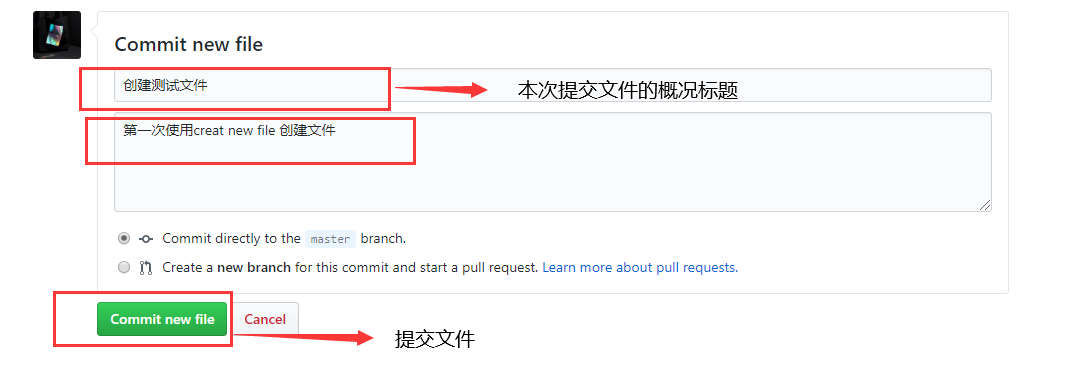 Commit new file
创建测试文件
本次提交文件的概况标题
第一次使用creat new file 创建文件
Commit directly to the master branch.
Create a new branch for this commit and start a pull request. Learn more about pull requests.
Commit new file
Cancel
提交文件